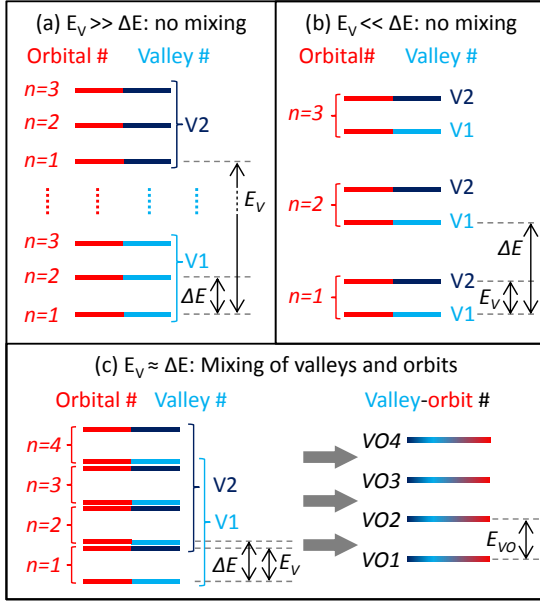 (a) E_V >> ΔE: no mixing
Orbital # Valley #
n=3
n=2 V2
n=1
E_V
n=3
V1
n=2
ΔE
n=1
(b) E_V << ΔE: no mixing
Orbital# Valley #
V2
n=3
V1
V2
n=2
V1
ΔE
V2
n=1 E_V
V1
(c) E_V ≈ ΔE: Mixing of valleys and orbits
Orbital # Valley #
n=4
n=3 V2
n=2 V1
n=1
ΔE E_V
Valley-orbit #
VO4
VO3
VO2
E_VO
VO1